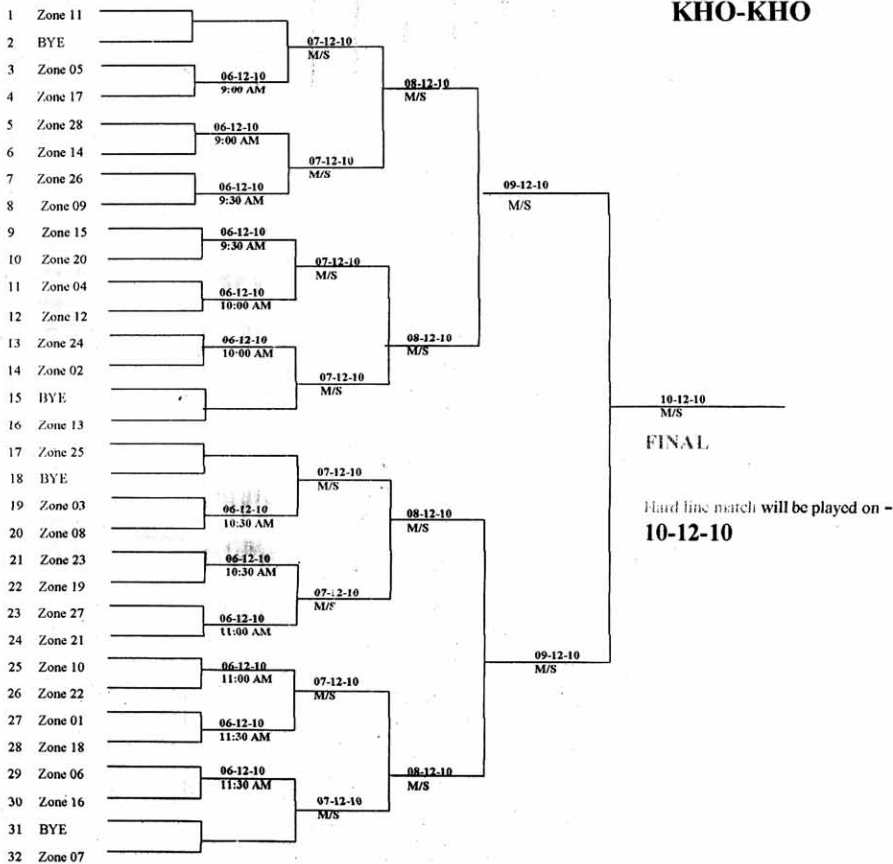 KHO-KHO
1 Zone 11
2 BYE
3 Zone 05
4 Zone 17
5 Zone 28
6 Zone 14
7 Zone 26
8 Zone 09
9 Zone 15
10 Zone 20
11 Zone 04
12 Zone 12
13 Zone 24
14 Zone 02
15 BYE
16 Zone 13
17 Zone 25
18 BYE
19 Zone 03
20 Zone 08
21 Zone 23
22 Zone 19
23 Zone 27
24 Zone 21
25 Zone 10
26 Zone 22
27 Zone 01
28 Zone 18
29 Zone 06
30 Zone 16
31 BYE
32 Zone 07
06-12-10
9:00 AM
06-12-10
9:00 AM
06-12-10
9:30 AM
06-12-10
9:30 AM
06-12-10
10:00 AM
06-12-10
10:00 AM
06-12-10
10:30 AM
06-12-10
10:30 AM
06-12-10
11:00 AM
06-12-10
11:00 AM
06-12-10
11:30 AM
06-12-10
11:30 AM
07-12-10
M/S
07-12-10
M/S
07-12-10
M/S
07-12-10
M/S
07-12-10
M/S
07-12-10
M/S
07-12-10
M/S
07-12-10
M/S
08-12-10
M/S
08-12-10
M/S
08-12-10
M/S
08-12-10
M/S
09-12-10
M/S
09-12-10
M/S
10-12-10
M/S
FINAL
Hard line match will be played on -
10-12-10